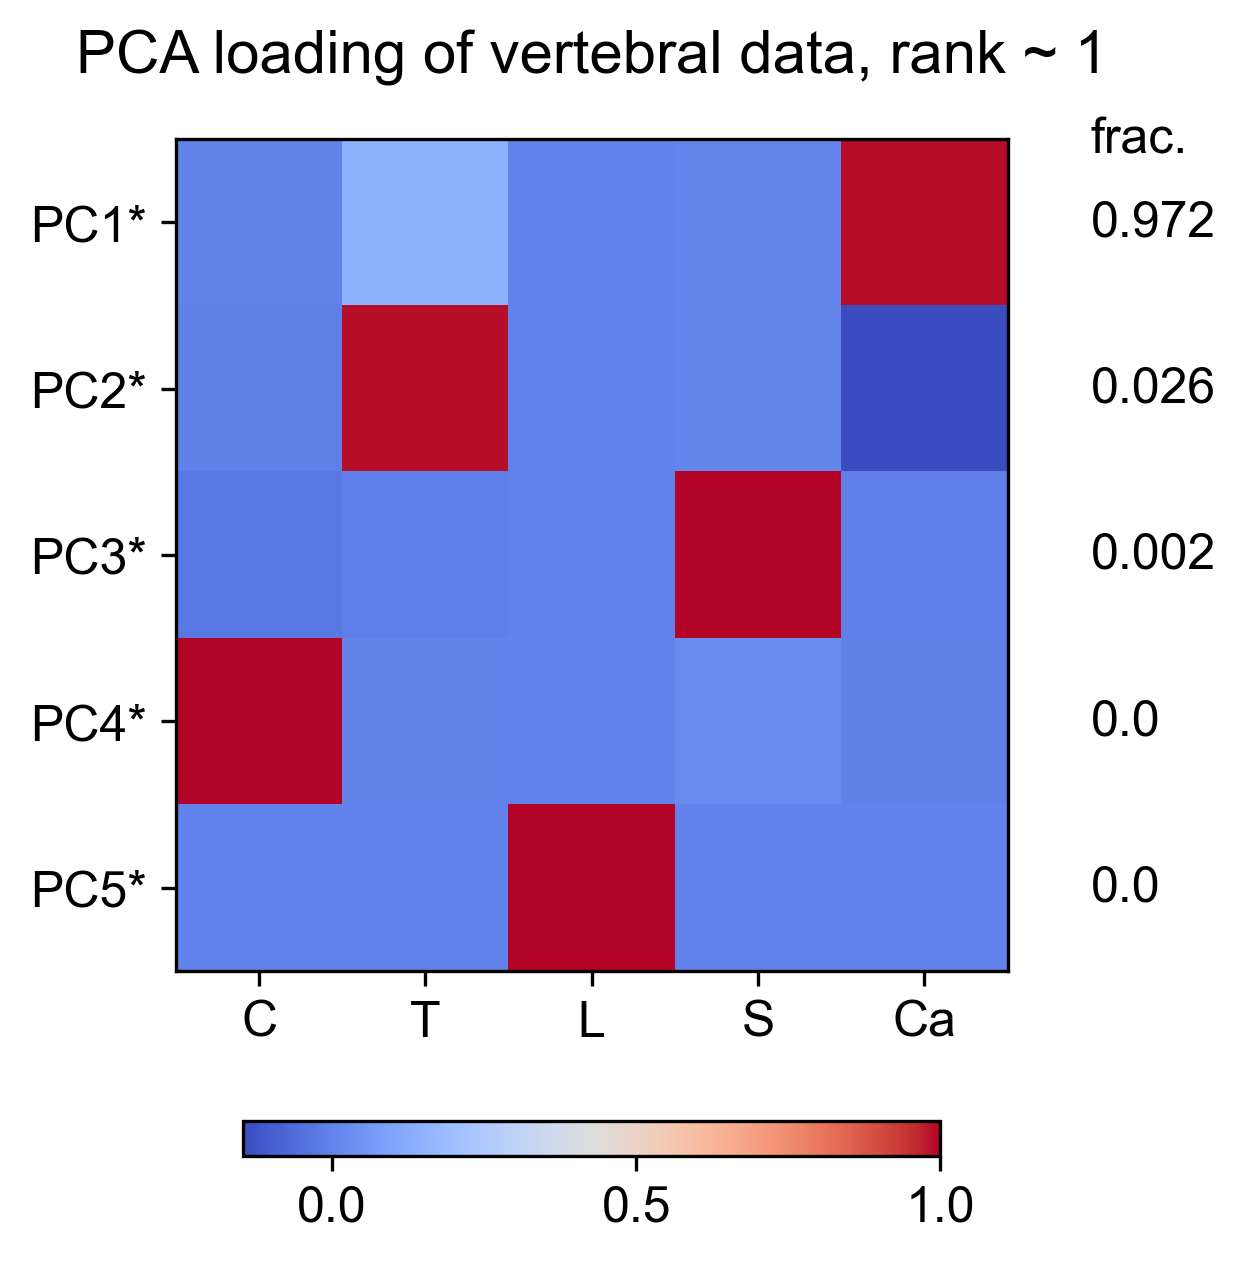 PCA loading of vertebral data, rank ~ 1
frac.
PC1* 0.972
PC2* 0.026
PC3* 0.002
PC4* 0.0
PC5* 0.0
C T L S Ca
0.0 0.5 1.0